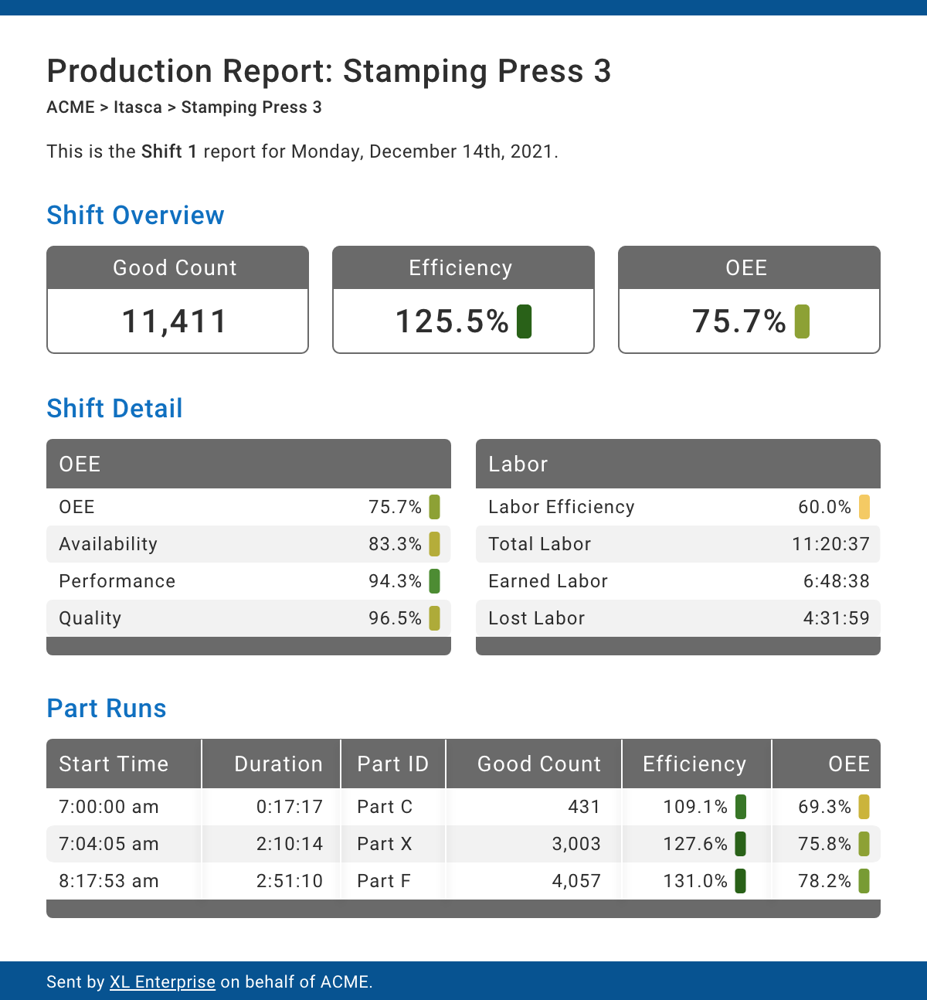 Production Report: Stamping Press 3
ACME > Itasca > Stamping Press 3
This is the Shift 1 report for Monday, December 14th, 2021.
Shift Overview
Good Count Efficiency OEE
11,411 125.5% 75.7%
Shift Detail
OEE Labor
OEE 75.7% Labor Efficiency 60.0%
Availability 83.3% Total Labor 11:20:37
Performance 94.3% Earned Labor 6:48:38
Quality 96.5% Lost Labor 4:31:59
Part Runs
Start Time Duration Part ID Good Count Efficiency OEE
7:00:00 am 0:17:17 Part C 431 109.1% 69.3%
7:04:05 am 2:10:14 Part X 3,003 127.6% 75.8%
8:17:53 am 2:51:10 Part F 4,057 131.0% 78.2%
Sent by XL Enterprise on behalf of ACME.